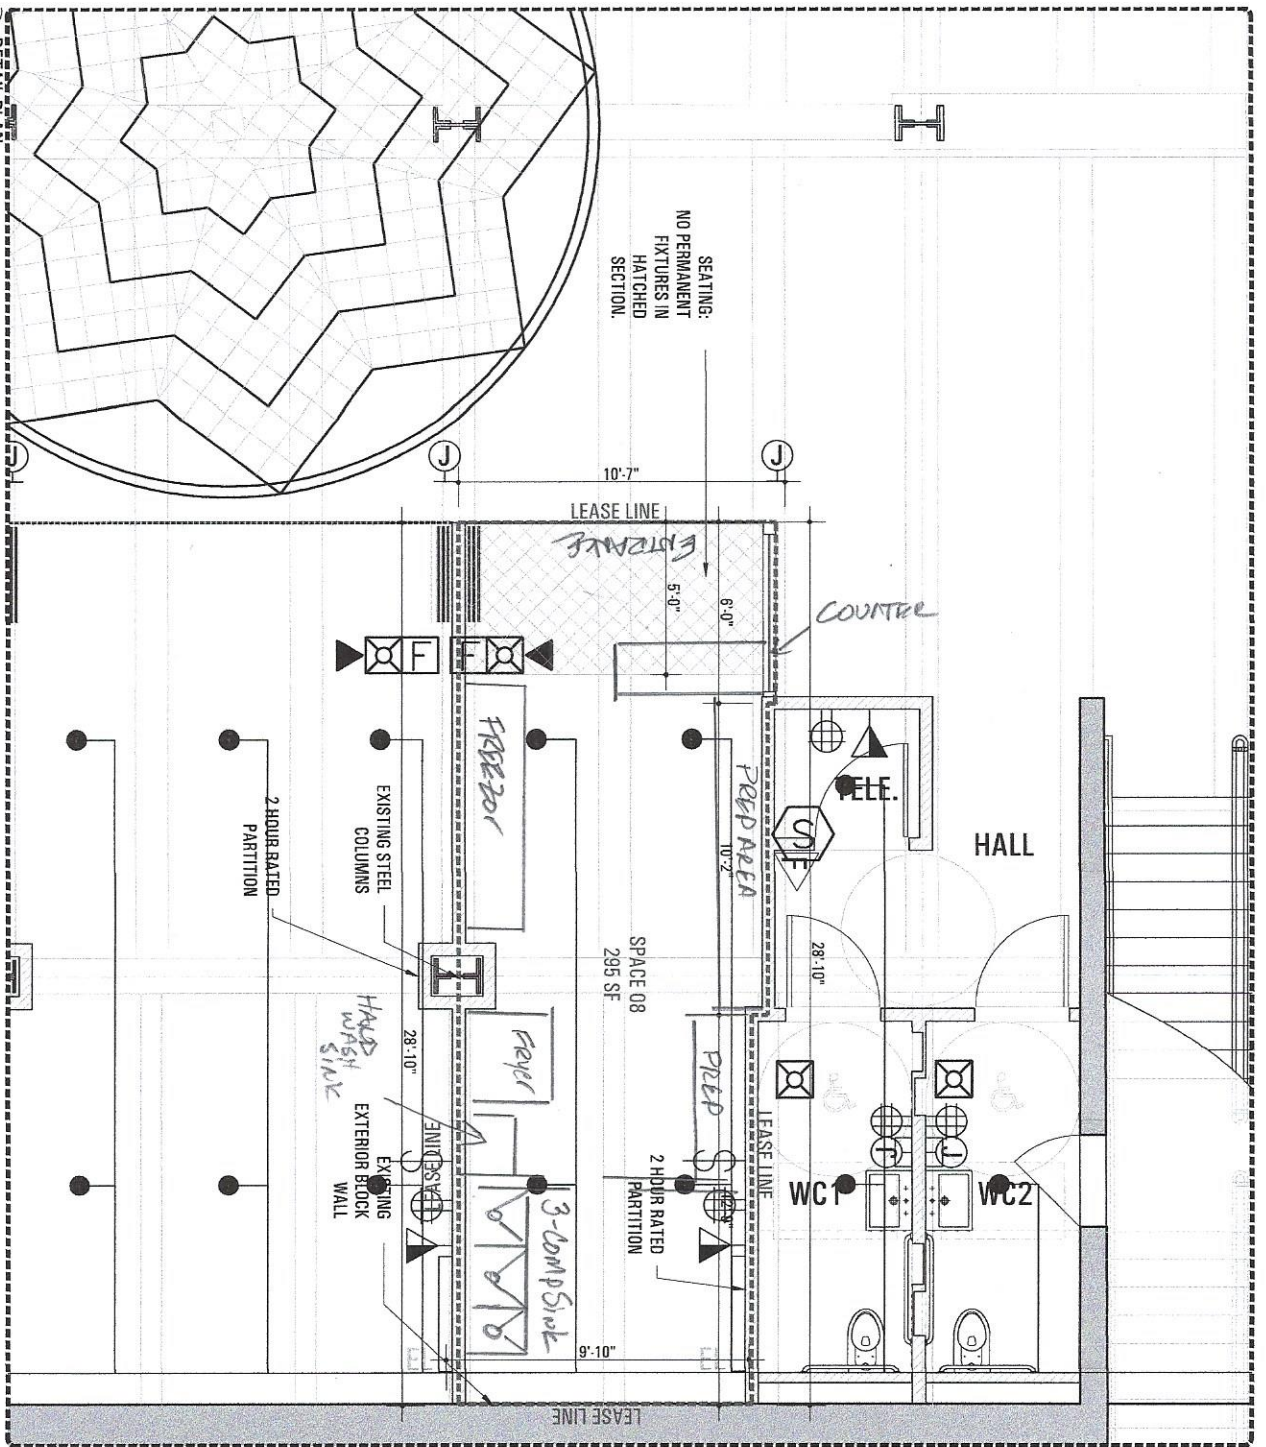 J
J
J
10'-7"
LEASE LINE
SEATING:
NO PERMANENT
FIXTURES IN
HATCHED
SECTION.
ENTRANCE
5'-0"
6'-0"
COUNTER
F
F
FREEZOR
PREP AREA
10'-2"
TELE.
S
F
HALL
2 HOUR RATED
PARTITION
EXISTING STEEL
COLUMNS
SPACE 08
295 SF
28'-10"
28'-10"
HAND
WASH
SINK
Fryer
PREP
LEASE LINE
LEASE LINE
S
S
J
J
WC1
WC2
EXISTING
EXTERIOR BLOCK
WALL
3-COMP SINK
2 HOUR RATED
PARTITION
9'-10"
LEASE LINE